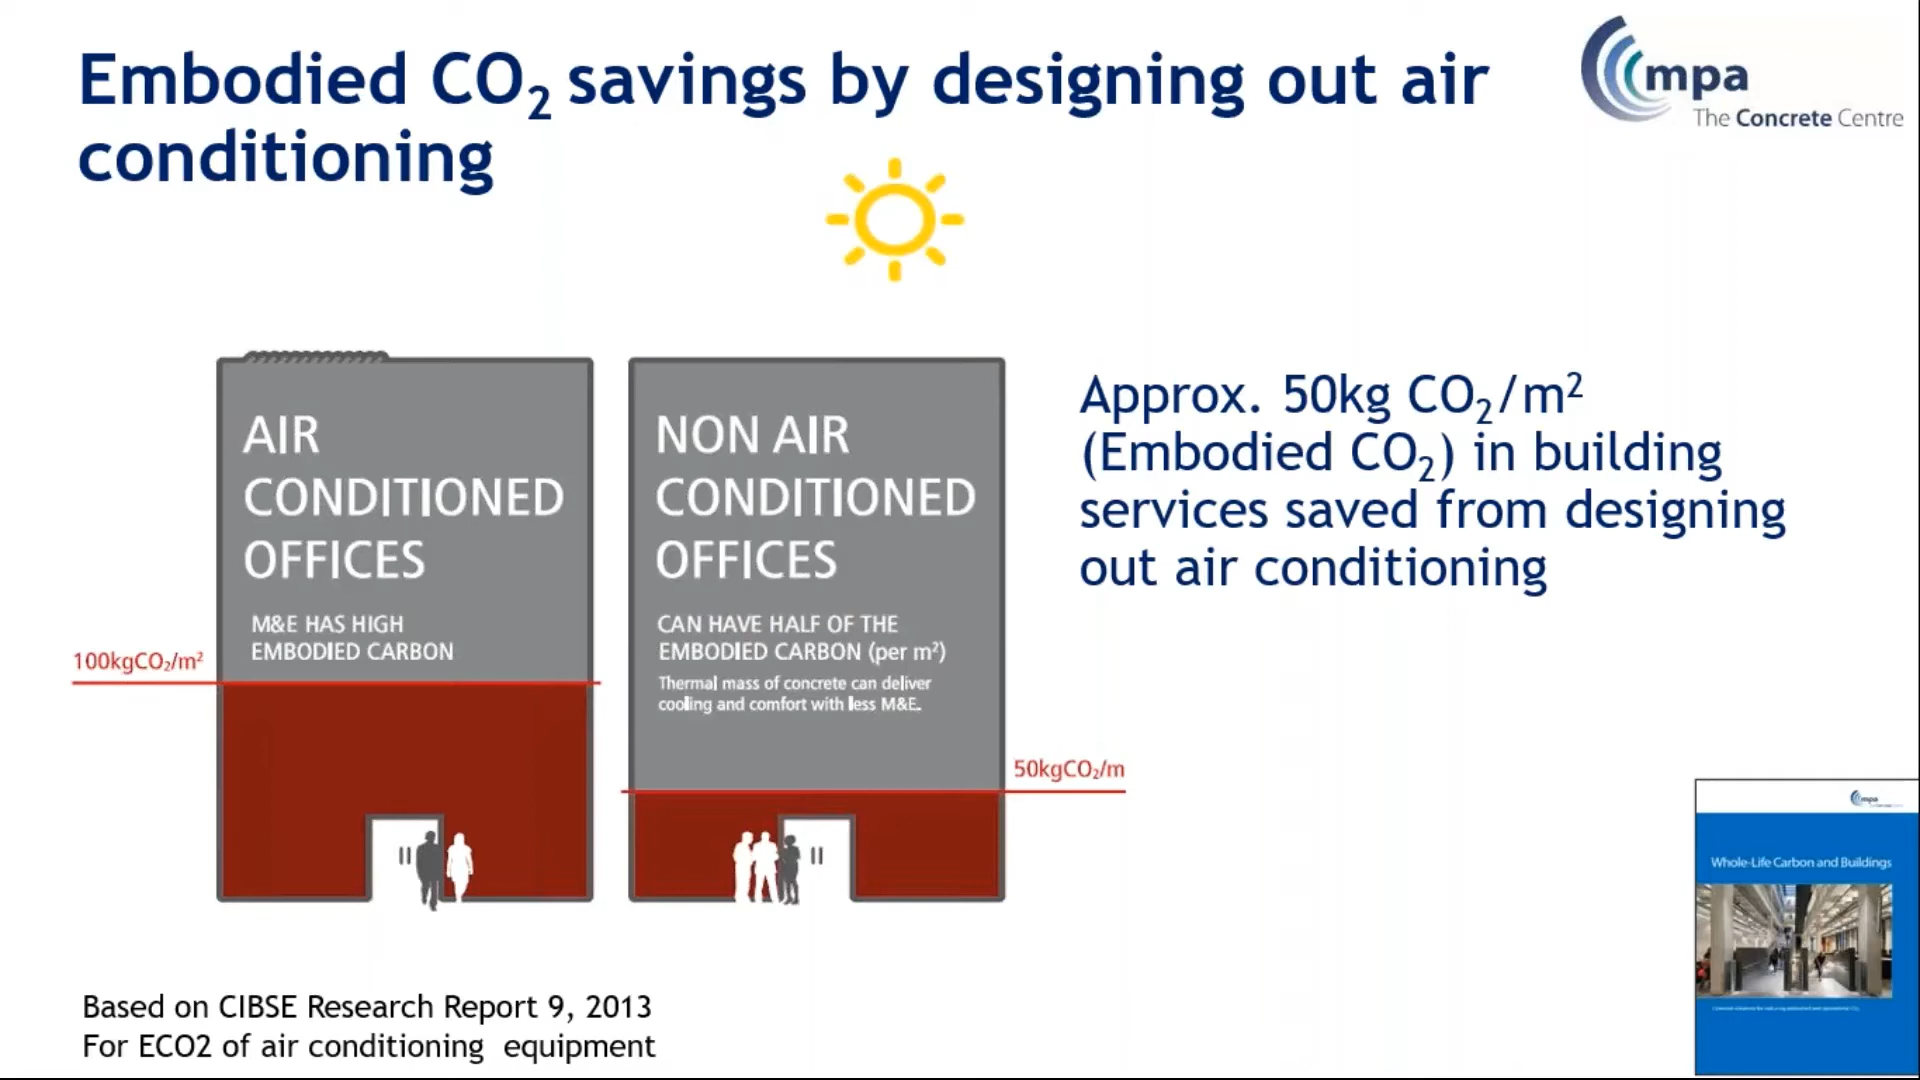 Embodied CO₂ savings by designing out air
conditioning
mpa
The Concrete Centre
AIR
CONDITIONED
OFFICES
M&E HAS HIGH
EMBODIED CARBON
100kgCO₂/m²
NON AIR
CONDITIONED
OFFICES
CAN HAVE HALF OF THE
EMBODIED CARBON (per m²)
Thermal mass of concrete can deliver
cooling and comfort with less M&E.
50kgCO₂/m
Approx. 50kg CO₂/m²
(Embodied CO₂) in building
services saved from designing
out air conditioning
mpa
Whole-Life Carbon and Buildings
Based on CIBSE Research Report 9, 2013
For ECO2 of air conditioning equipment